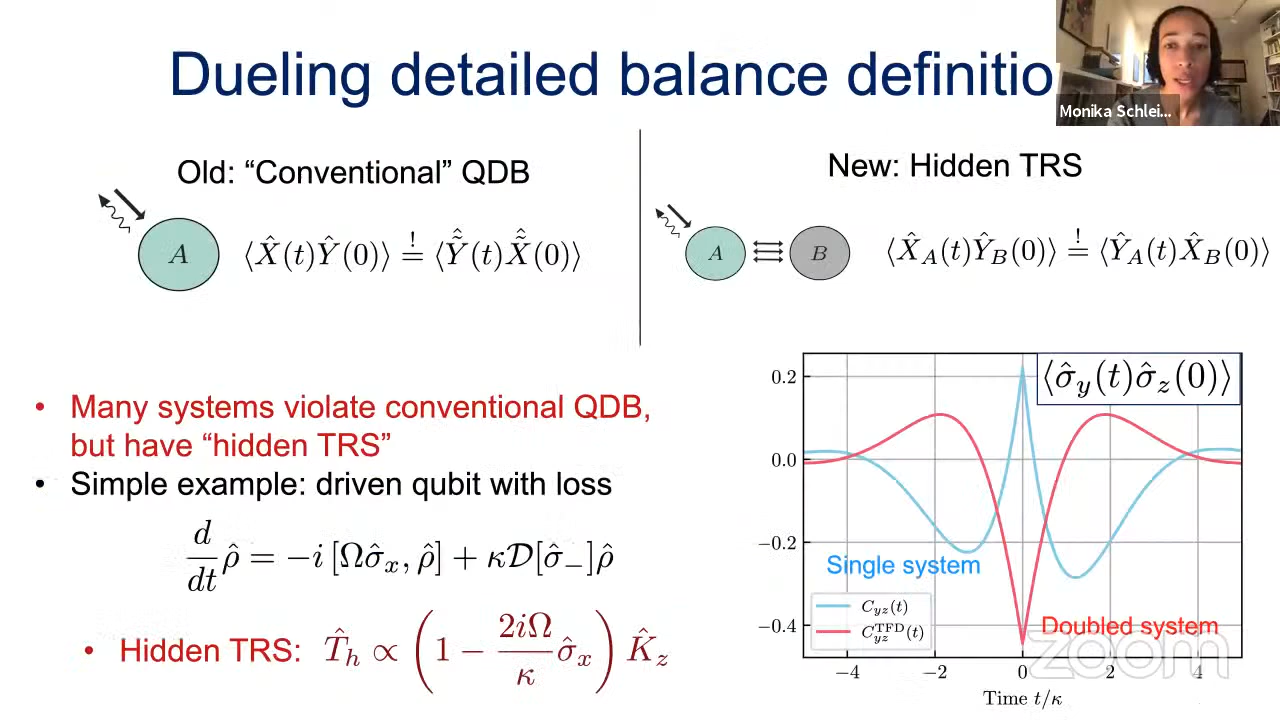 Dueling detailed balance definitio
Monika Schlei...
Old: “Conventional” QDB
New: Hidden TRS
A
⟨X̂(t)Ŷ(0)⟩ =! ⟨Ỹ̂(t)X̃̂(0)⟩
A
B
⟨X̂_A(t)Ŷ_B(0)⟩ =! ⟨Ŷ_A(t)X̂_B(0)⟩
• Many systems violate conventional QDB,
but have “hidden TRS”
• Simple example: driven qubit with loss
d/dt ρ̂ = −i [Ωσ̂_x, ρ̂] + κ𝒟[σ̂_−]ρ̂
• Hidden TRS: T̂_h ∝ (1 − 2iΩ/κ σ̂_x) K̂_z
⟨σ̂_y(t)σ̂_z(0)⟩
0.2
0.0
−0.2
−0.4
Single system
C_yz(t)
C_yz^TFD(t)
Doubled system
zoom
−4 −2 0 2 4
Time t/κ